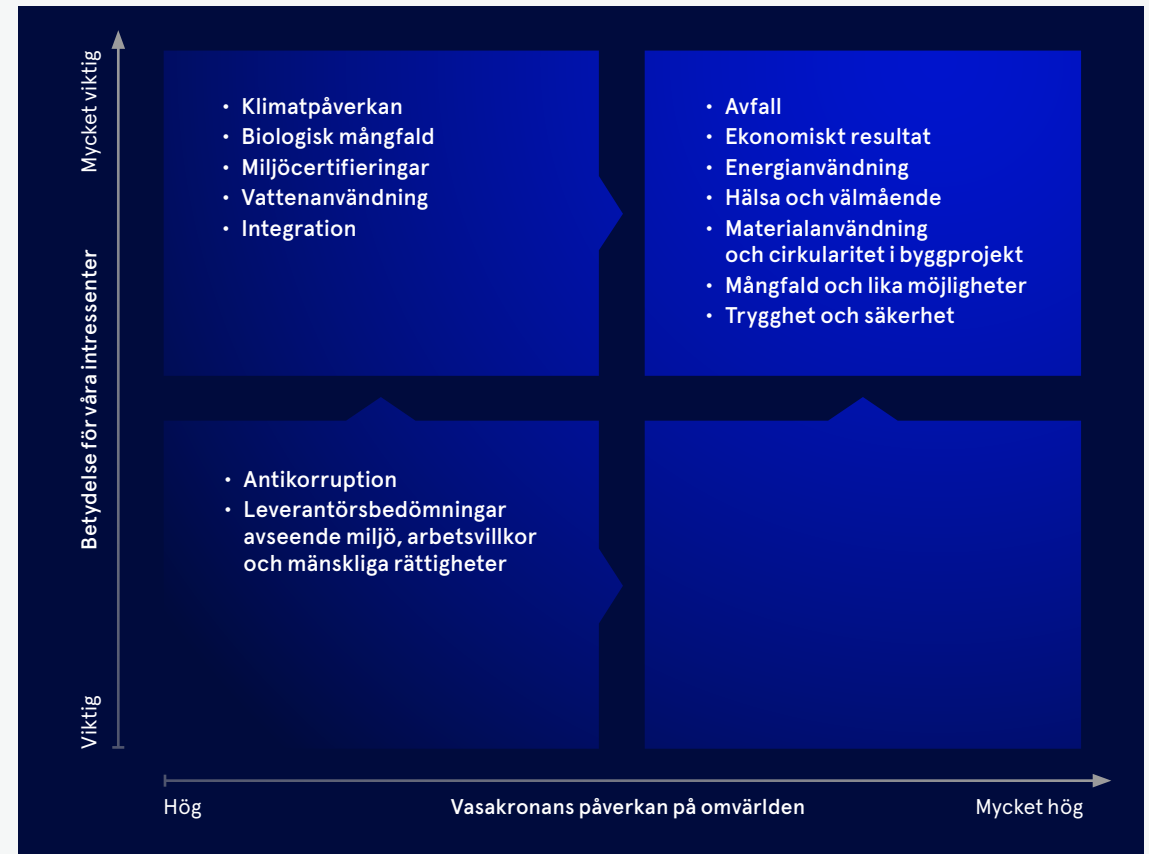 Mycket viktig
Betydelse för våra intressenter
Viktig
• Klimatpåverkan
• Biologisk mångfald
• Miljöcertifieringar
• Vattenanvändning
• Integration
• Avfall
• Ekonomiskt resultat
• Energianvändning
• Hälsa och välmående
• Materialanvändning
och cirkularitet i byggprojekt
• Mångfald och lika möjligheter
• Trygghet och säkerhet
• Antikorruption
• Leverantörsbedömningar
avseende miljö, arbetsvillkor
och mänskliga rättigheter
Hög
Vasakronans påverkan på omvärlden
Mycket hög